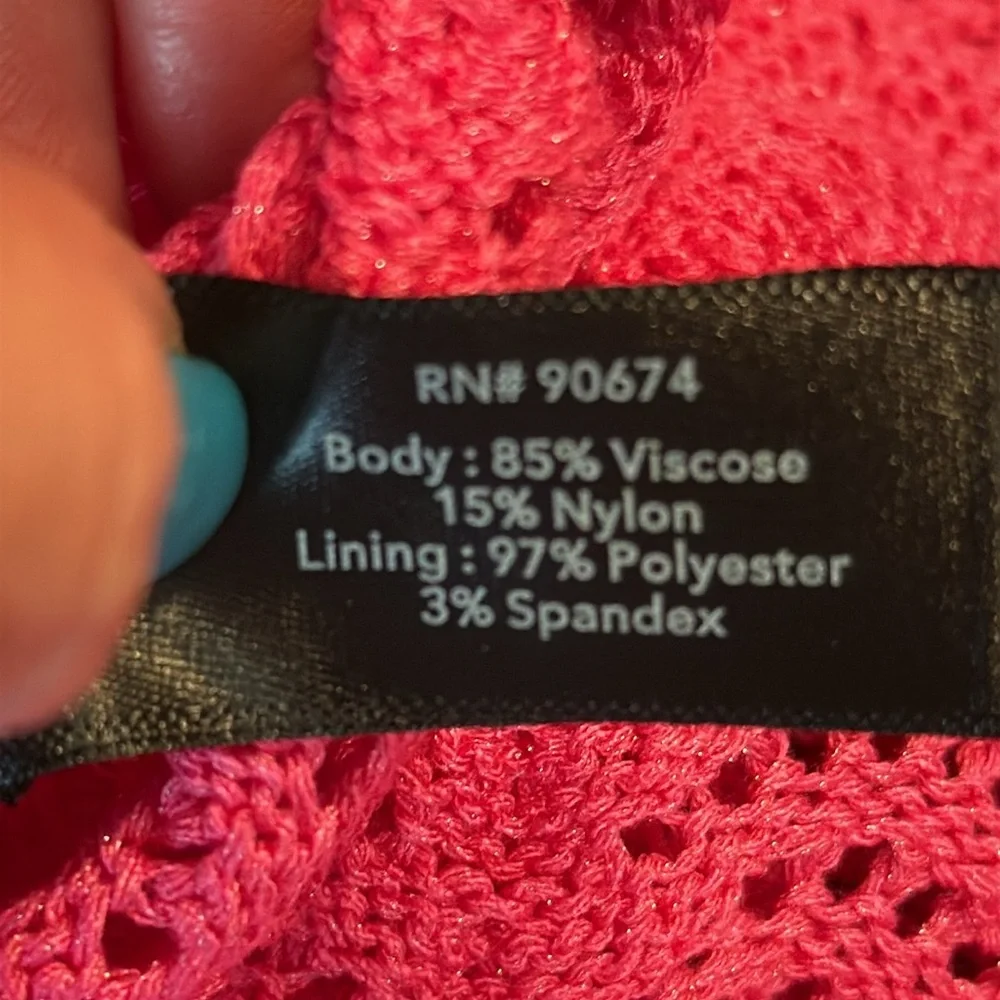 RN# 90674
Body : 85% Viscose
15% Nylon
Lining : 97% Polyester
3% Spandex